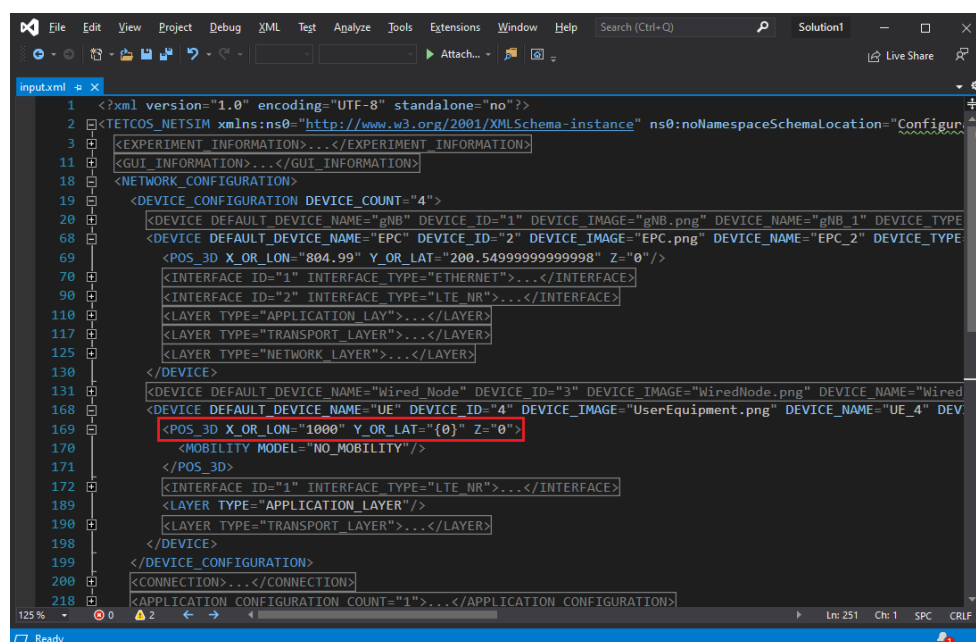 File Edit View Project Debug XML Test Analyze Tools Extensions Window Help Search (Ctrl+Q) Solution1
Attach... Live Share
input.xml
1 <?xml version="1.0" encoding="UTF-8" standalone="no"?>
2 <TETCOS_NETSIM xmlns:ns0="http://www.w3.org/2001/XMLSchema-instance" ns0:noNamespaceSchemaLocation="Configur
3 <EXPERIMENT_INFORMATION>...</EXPERIMENT_INFORMATION>
11 <GUI_INFORMATION>...</GUI_INFORMATION>
18 <NETWORK_CONFIGURATION>
19 <DEVICE_CONFIGURATION DEVICE_COUNT="4">
20 <DEVICE DEFAULT_DEVICE_NAME="gNB" DEVICE_ID="1" DEVICE_IMAGE="gNB.png" DEVICE_NAME="gNB_1" DEVICE_TYPE
68 <DEVICE DEFAULT_DEVICE_NAME="EPC" DEVICE_ID="2" DEVICE_IMAGE="EPC.png" DEVICE_NAME="EPC_2" DEVICE_TYPE
69 <POS_3D X_OR_LON="804.99" Y_OR_LAT="200.54999999999998" Z="0"/>
70 <INTERFACE ID="1" INTERFACE_TYPE="ETHERNET">...</INTERFACE>
90 <INTERFACE ID="2" INTERFACE_TYPE="LTE_NR">...</INTERFACE>
110 <LAYER TYPE="APPLICATION_LAY">...</LAYER>
117 <LAYER TYPE="TRANSPORT_LAYER">...</LAYER>
125 <LAYER TYPE="NETWORK_LAYER">...</LAYER>
130 </DEVICE>
131 <DEVICE DEFAULT_DEVICE_NAME="Wired_Node" DEVICE_ID="3" DEVICE_IMAGE="WiredNode.png" DEVICE_NAME="Wired
168 <DEVICE DEFAULT_DEVICE_NAME="UE" DEVICE_ID="4" DEVICE_IMAGE="UserEquipment.png" DEVICE_NAME="UE_4" DEV
169 <POS_3D X_OR_LON="1000" Y_OR_LAT="{0}" Z="0">
170 <MOBILITY MODEL="NO_MOBILITY"/>
171 </POS_3D>
172 <INTERFACE ID="1" INTERFACE_TYPE="LTE_NR">...</INTERFACE>
189 <LAYER TYPE="APPLICATION_LAYER"/>
190 <LAYER TYPE="TRANSPORT_LAYER">...</LAYER>
198 </DEVICE>
199 </DEVICE_CONFIGURATION>
200 <CONNECTION>...</CONNECTION>
218 <APPLICATION_CONFIGURATION COUNT="1">...</APPLICATION_CONFIGURATION>
125 % 0 2 Ln: 251 Ch: 1 SPC CRLF
Ready 1